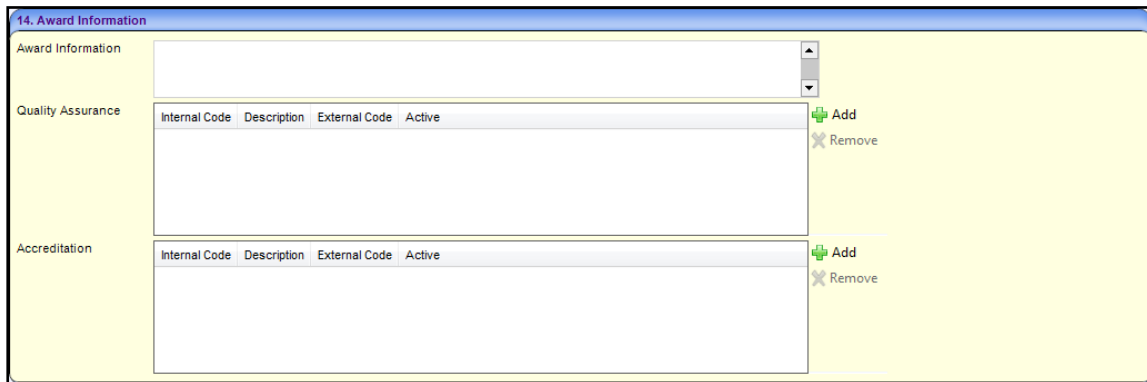 14. Award Information
Award Information
Quality Assurance
Internal Code Description External Code Active
Add
Remove
Accreditation
Internal Code Description External Code Active
Add
Remove